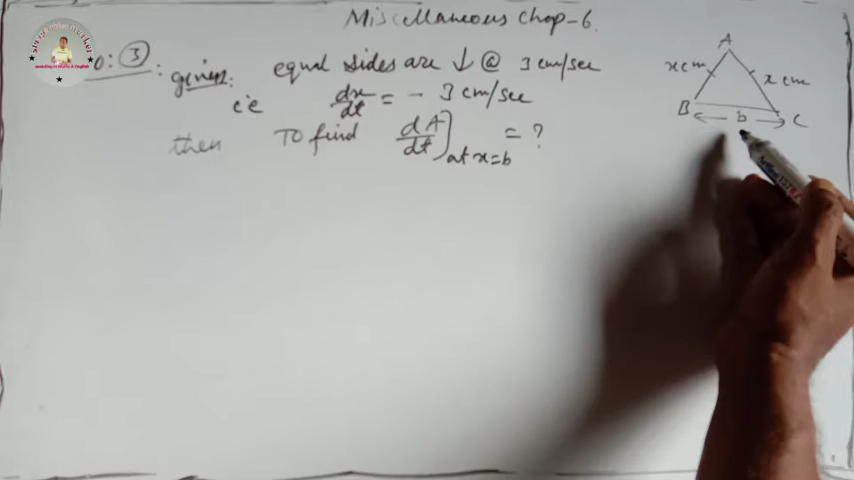 Miscellaneous Chap-6.
0: 3 :
given: equal sides are ↓ @ 3 cm/sec
i.e dx/dt = - 3 cm/sec
then To find dA/dt] at x=b = ?
A
x cm x cm
B b C